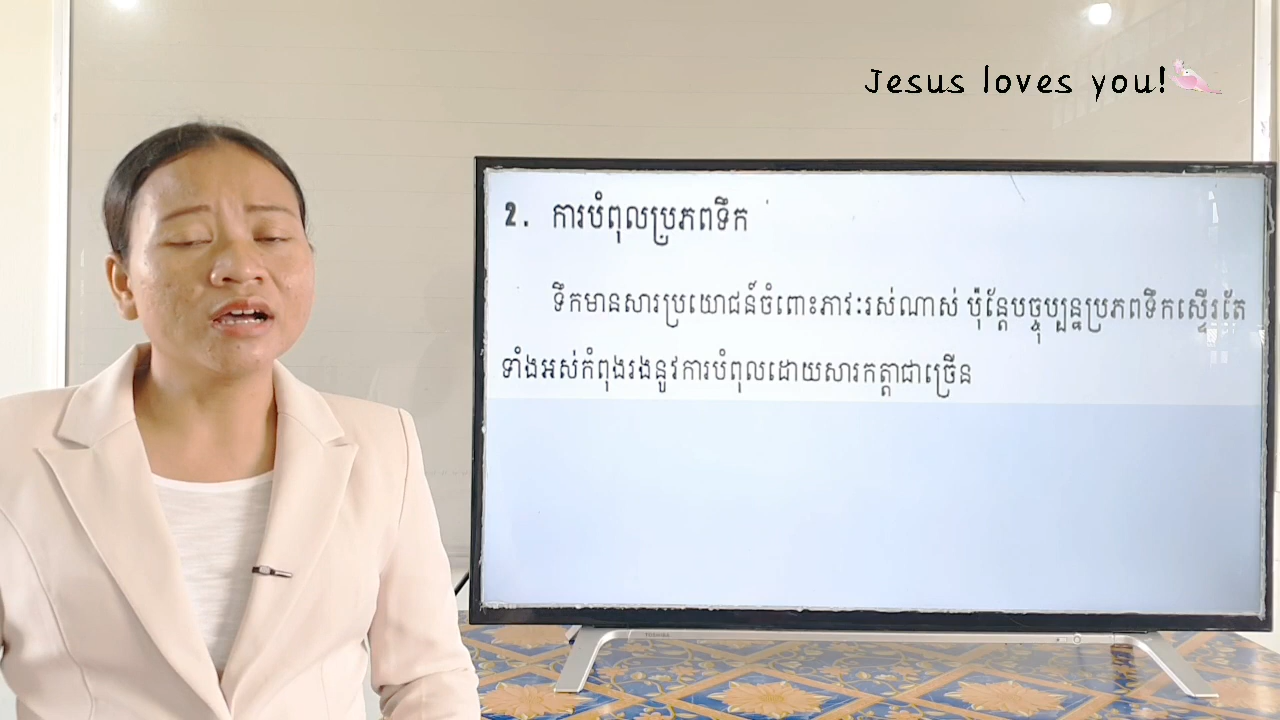 Jesus loves you!
2. ការបំពុលប្រភពទឹក
ទឹកមានសារប្រយោជន៍ចំពោះភាវៈរស់ណាស់ ប៉ុន្តែបច្ចុប្បន្នប្រភពទឹកស្ទើរតែ
ទាំងអស់កំពុងរងនូវការបំពុលដោយសារកត្តាជាច្រើន